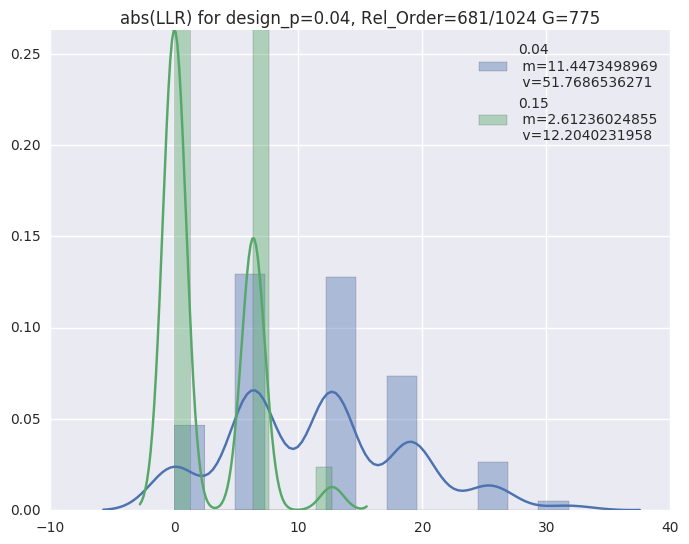 abs(LLR) for design_p=0.04, Rel_Order=681/1024 G=775
0.25
0.20
0.15
0.10
0.05
0.00
−10
0
10
20
30
40
0.04
m=11.4473498969
v=51.7686536271
0.15
m=2.61236024855
v=12.2040231958